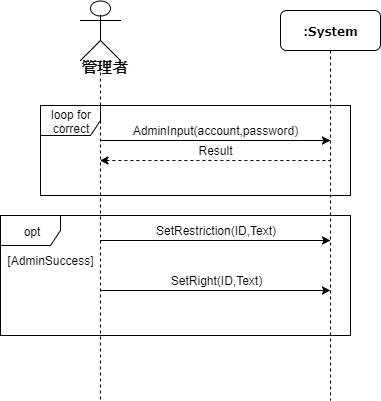 :System
管理者
loop for
correct
AdminInput(account,password)
Result
opt
SetRestriction(ID,Text)
[AdminSuccess]
SetRight(ID,Text)